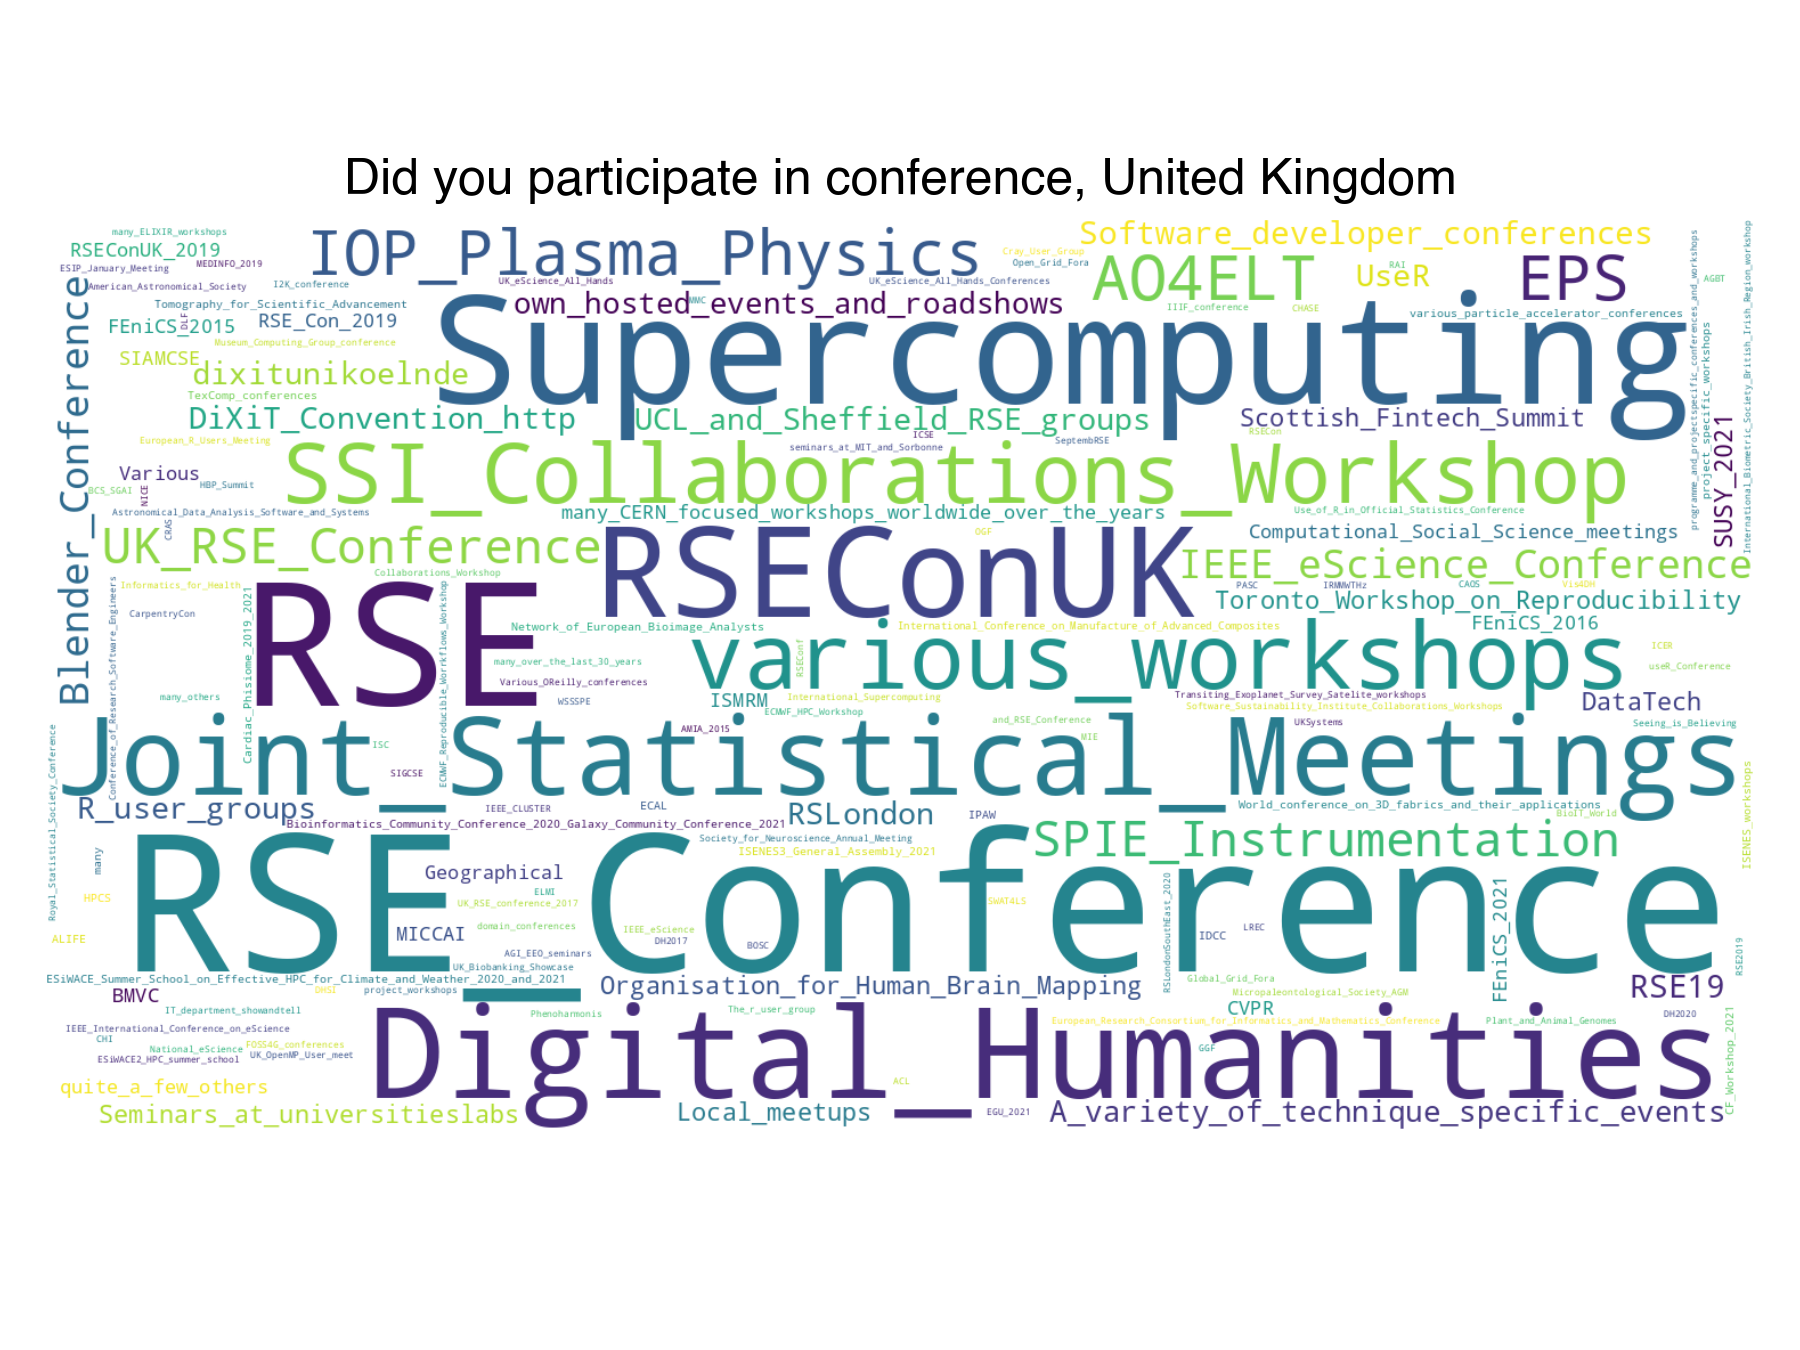 Did you participate in conference, United Kingdom
many_ELIXIR_workshops
RSEConUK_2019
ESIP_January_Meeting
MEDINFO_2019
American_Astronomical_Society
I2K_conference
IOP_Plasma_Physics
UK_eScience_All_Hands
UK_eScience_All_Hands_Conferences
Cray_User_Group
Open_Grid_Fora
Software_developer_conferences
AO4ELT
UseR
RAI
EPS
AGBT
Tomography_for_Scientific_Advancement
FEniCS_2015
DLF
RSE_Con_2019
own_hosted_events_and_roadshows
MMC
IIIF_conference
CHASE
various_particle_accelerator_conferences
Museum_Computing_Group_conference
SIAMCSE
dixitunikoelnde
TexComp_conferences
Supercomputing
DiXiT_Convention_http
UCL_and_Sheffield_RSE_groups
Scottish_Fintech_Summit
European_R_Users_Meeting
ICSE
seminars_at_MIT_and_Sorbonne
SeptembRSE
RSECon
programme_and_projectspecific_conferences_and_workshops
project_specific_workshops
International_Biometric_Society_British_Irish_Region_workshop
SUSY_2021
Blender_Conference
Various
BCS_SGAI
NICE
HBP_Summit
SSI_Collaborations_Workshop
Astronomical_Data_Analysis_Software_and_Systems
CRAS
many_CERN_focused_workshops_worldwide_over_the_years
Use_of_R_in_Official_Statistics_Conference
UK_RSE_Conference
RSEConUK
OGF
Computational_Social_Science_meetings
IEEE_eScience_Conference
Collaborations_Workshop
Informatics_for_Health
PASC
IRMMWTHz
CAOS
Vis4DH
Toronto_Workshop_on_Reproducibility
CarpentryCon
Conference_of_Research_Software_Engineers
Cardiac_Phisiome_2019_2021
RSE
ECMWF_Reproducible_Worrkflows_Workshop
Network_of_European_Bioimage_Analysts
International_Conference_on_Manufacture_of_Advanced_Composites
FEniCS_2016
various_workshops
RSEConf
ICER
many_over_the_last_30_years
useR_Conference
Various_OReilly_conferences
many_others
WSSSPE
ISMRM
International_Supercomputing
Transiting_Exoplanet_Survey_Satelite_workshops
Software_Sustainability_Institute_Collaborations_Workshops
DataTech
ECMWF_HPC_Workshop
and_RSE_Conference
UKSystems
Seeing_is_Believing
AMIA_2015
MIE
ISC
SIGCSE
Joint_Statistical_Meetings
Royal_Statistical_Society_Conference
R_user_groups
IEEE_CLUSTER
ECAL
RSLondon
IPAW
World_conference_on_3D_fabrics_and_their_applications
BioIT_World
ISENES_workshops
Bioinformatics_Community_Conference_2020_Galaxy_Community_Conference_2021
Society_for_Neuroscience_Annual_Meeting
ISENES3_General_Assembly_2021
SPIE_Instrumentation
many
Geographical
HPCS
ELMI
UK_RSE_conference_2017
SWAT4LS
RSE_Conference
RSLondonSouthEast_2020
FEniCS_2021
domain_conferences
IEEE_eScience
LREC
ALIFE
MICCAI
DH2017
BOSC
IDCC
RSE2019
AGI_EEO_seminars
UK_Biobanking_Showcase
ESiWACE_Summer_School_on_Effective_HPC_for_Climate_and_Weather_2020_and_2021
Global_Grid_Fora
BMVC
DHSI
project_workshops
Organisation_for_Human_Brain_Mapping
Micropaleontological_Society_AGM
RSE19
IT_department_showandtell
Phenoharmonis
The_r_user_group
CVPR
DH2020
European_Research_Consortium_for_Informatics_and_Mathematics_Conference
Plant_and_Animal_Genomes
CF_Workshop_2021
IEEE_International_Conference_on_eScience
CHI
National_eScience
FOSS4G_conferences
UK_OpenMP_User_meet
ESiWACE2_HPC_summer_school
Digital_Humanities
GGF
ACL
quite_a_few_others
Seminars_at_universitieslabs
Local_meetups
EGU_2021
A_variety_of_technique_specific_events